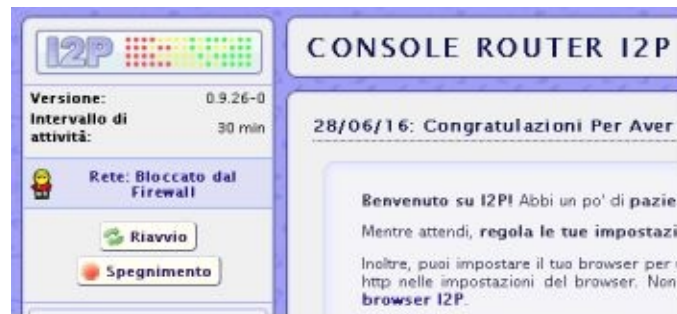 I2P
CONSOLE ROUTER I2P
Versione: 0.9.26-0
Intervallo di attività: 30 min
Rete: Bloccato dal
Firewall
Riavvio
Spegnimento
28/06/16: Congratulazioni Per Aver
Benvenuto su I2P! Abbi un po' di
Mentre attendi, regola le tue
Inoltre, puoi impostare il tuo browser per
http nelle impostazioni del browser. Non
browser I2P.